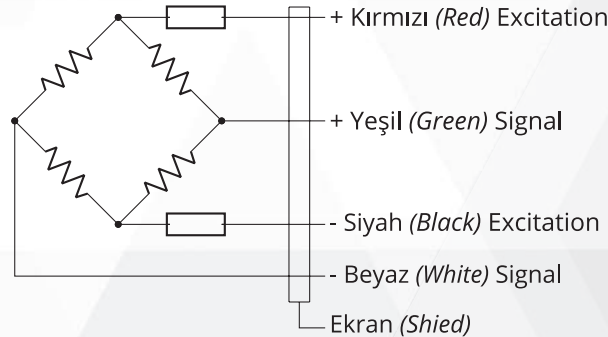 + Kırmızı (Red) Excitation
+ Yeşil (Green) Signal
- Siyah (Black) Excitation
- Beyaz (White) Signal
Ekran (Shied)